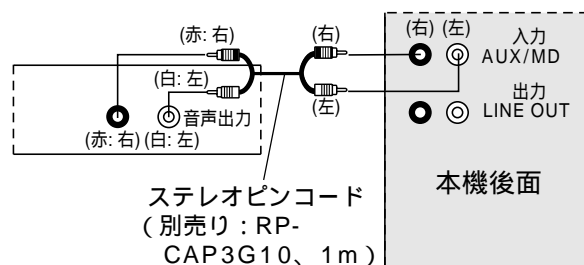 (赤: 右)
(白: 左)
音声出力
(赤: 右)(白: 左)
(右)
(左)
(右) (左)
入力
AUX/MD
出力
LINE OUT
本機後面
ステレオピンコード
(別売り:RP-
CAP3G10、1m)